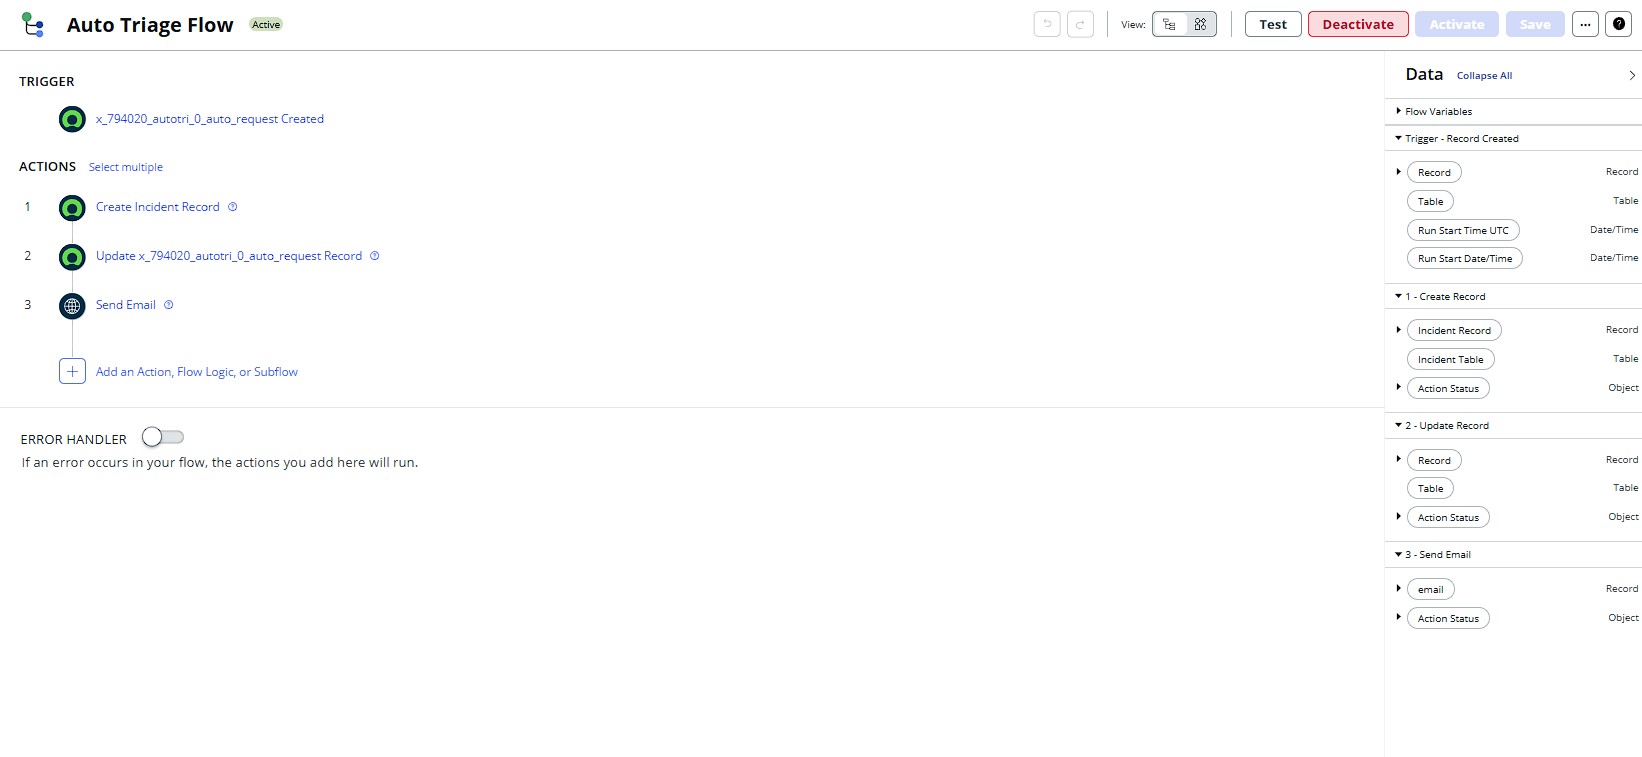 Auto Triage Flow Active View: Test Deactivate Activate Save ...
TRIGGER
x_794020_autotri_0_auto_request Created
ACTIONS Select multiple
1 Create Incident Record
2 Update x_794020_autotri_0_auto_request Record
3 Send Email
Add an Action, Flow Logic, or Subflow
ERROR HANDLER
If an error occurs in your flow, the actions you add here will run.
Data Collapse All
Flow Variables
Trigger - Record Created
Record Record
Table Table
Run Start Time UTC Date/Time
Run Start Date/Time Date/Time
1 - Create Record
Incident Record Record
Incident Table Table
Action Status Object
2 - Update Record
Record Record
Table Table
Action Status Object
3 - Send Email
email Record
Action Status Object